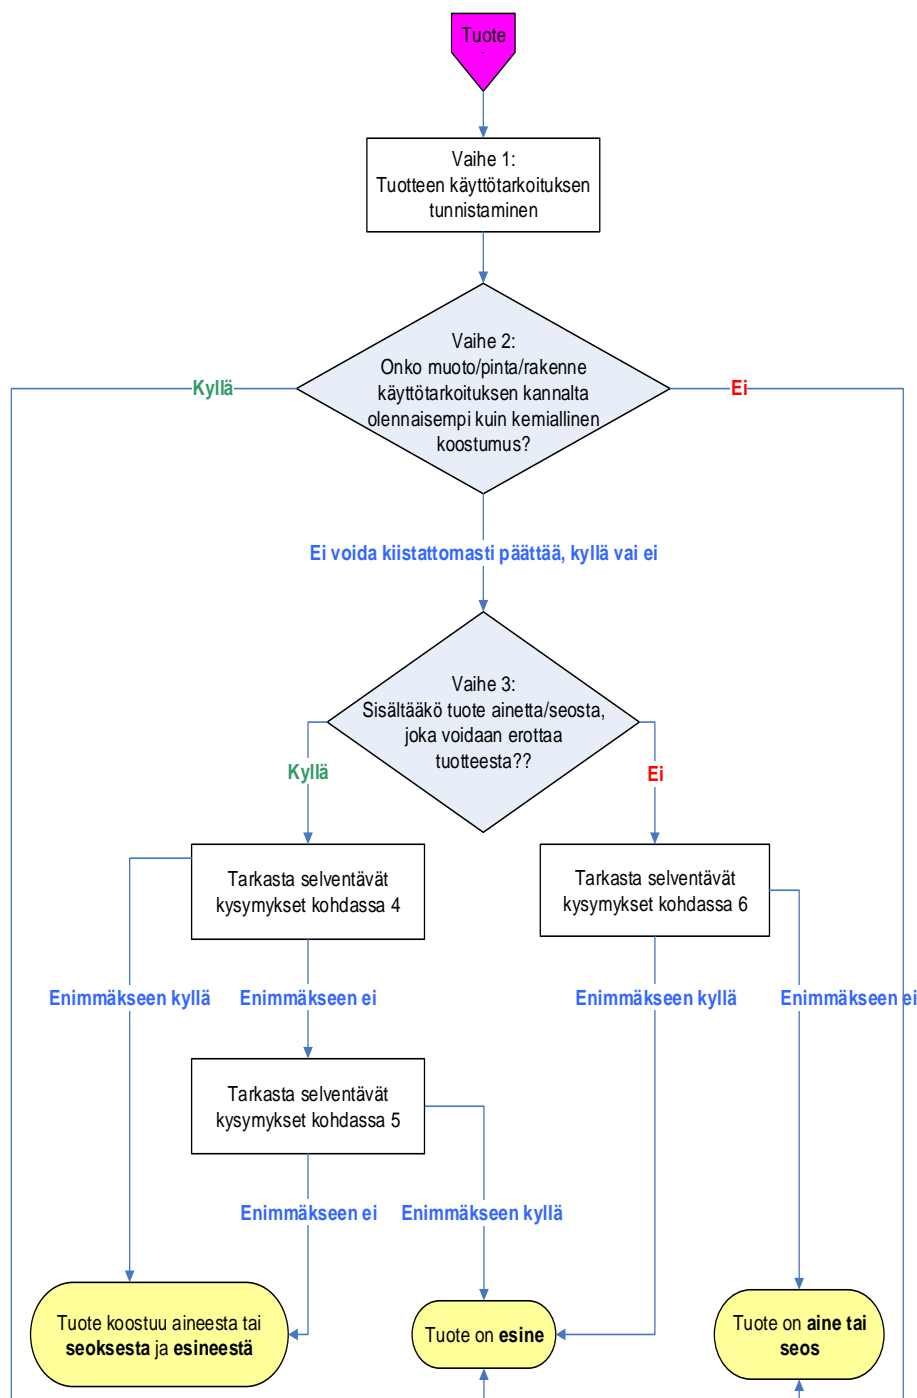 Tuote
Vaihe 1:
Tuotteen käyttötarkoituksen
tunnistaminen
Vaihe 2:
Onko muoto/pinta/rakenne
käyttötarkoituksen kannalta
olennaisempi kuin kemiallinen
koostumus?
Kyllä
Ei
Ei voida kiistattomasti päättää, kyllä vai ei
Vaihe 3:
Sisältääkö tuote ainetta/seosta,
joka voidaan erottaa
tuotteesta??
Kyllä
Ei
Tarkasta selventävät
kysymykset kohdassa 4
Tarkasta selventävät
kysymykset kohdassa 6
Enimmäkseen kyllä
Enimmäkseen ei
Enimmäkseen kyllä
Enimmäkseen ei
Tarkasta selventävät
kysymykset kohdassa 5
Enimmäkseen ei
Enimmäkseen kyllä
Tuote koostuu aineesta tai
seoksesta ja esineestä
Tuote on esine
Tuote on aine tai
seos